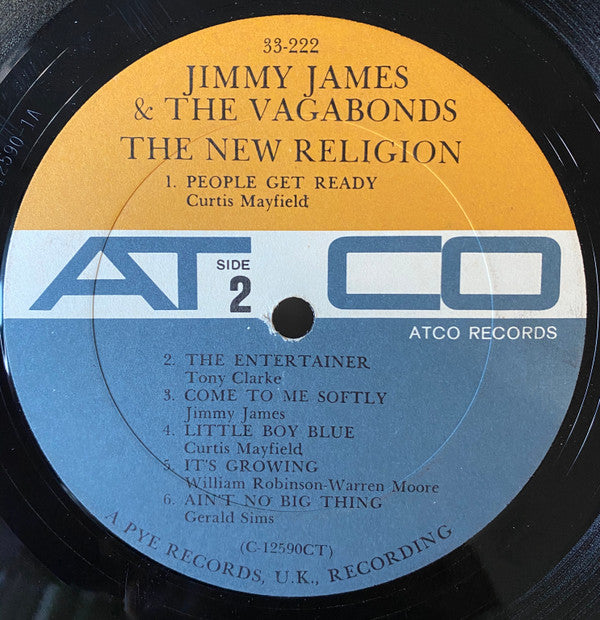 33-222
JIMMY JAMES
& THE VAGABONDS
THE NEW RELIGION
1. PEOPLE GET READY
Curtis Mayfield
ATCO
SIDE
2
ATCO RECORDS
2. THE ENTERTAINER
Tony Clarke
3. COME TO ME SOFTLY
Jimmy James
4. LITTLE BOY BLUE
Curtis Mayfield
5. IT'S GROWING
William Robinson-Warren Moore
6. AIN'T NO BIG THING
Gerald Sims
(C-12590CT)
A PYE RECORDS, U.K., RECORDING